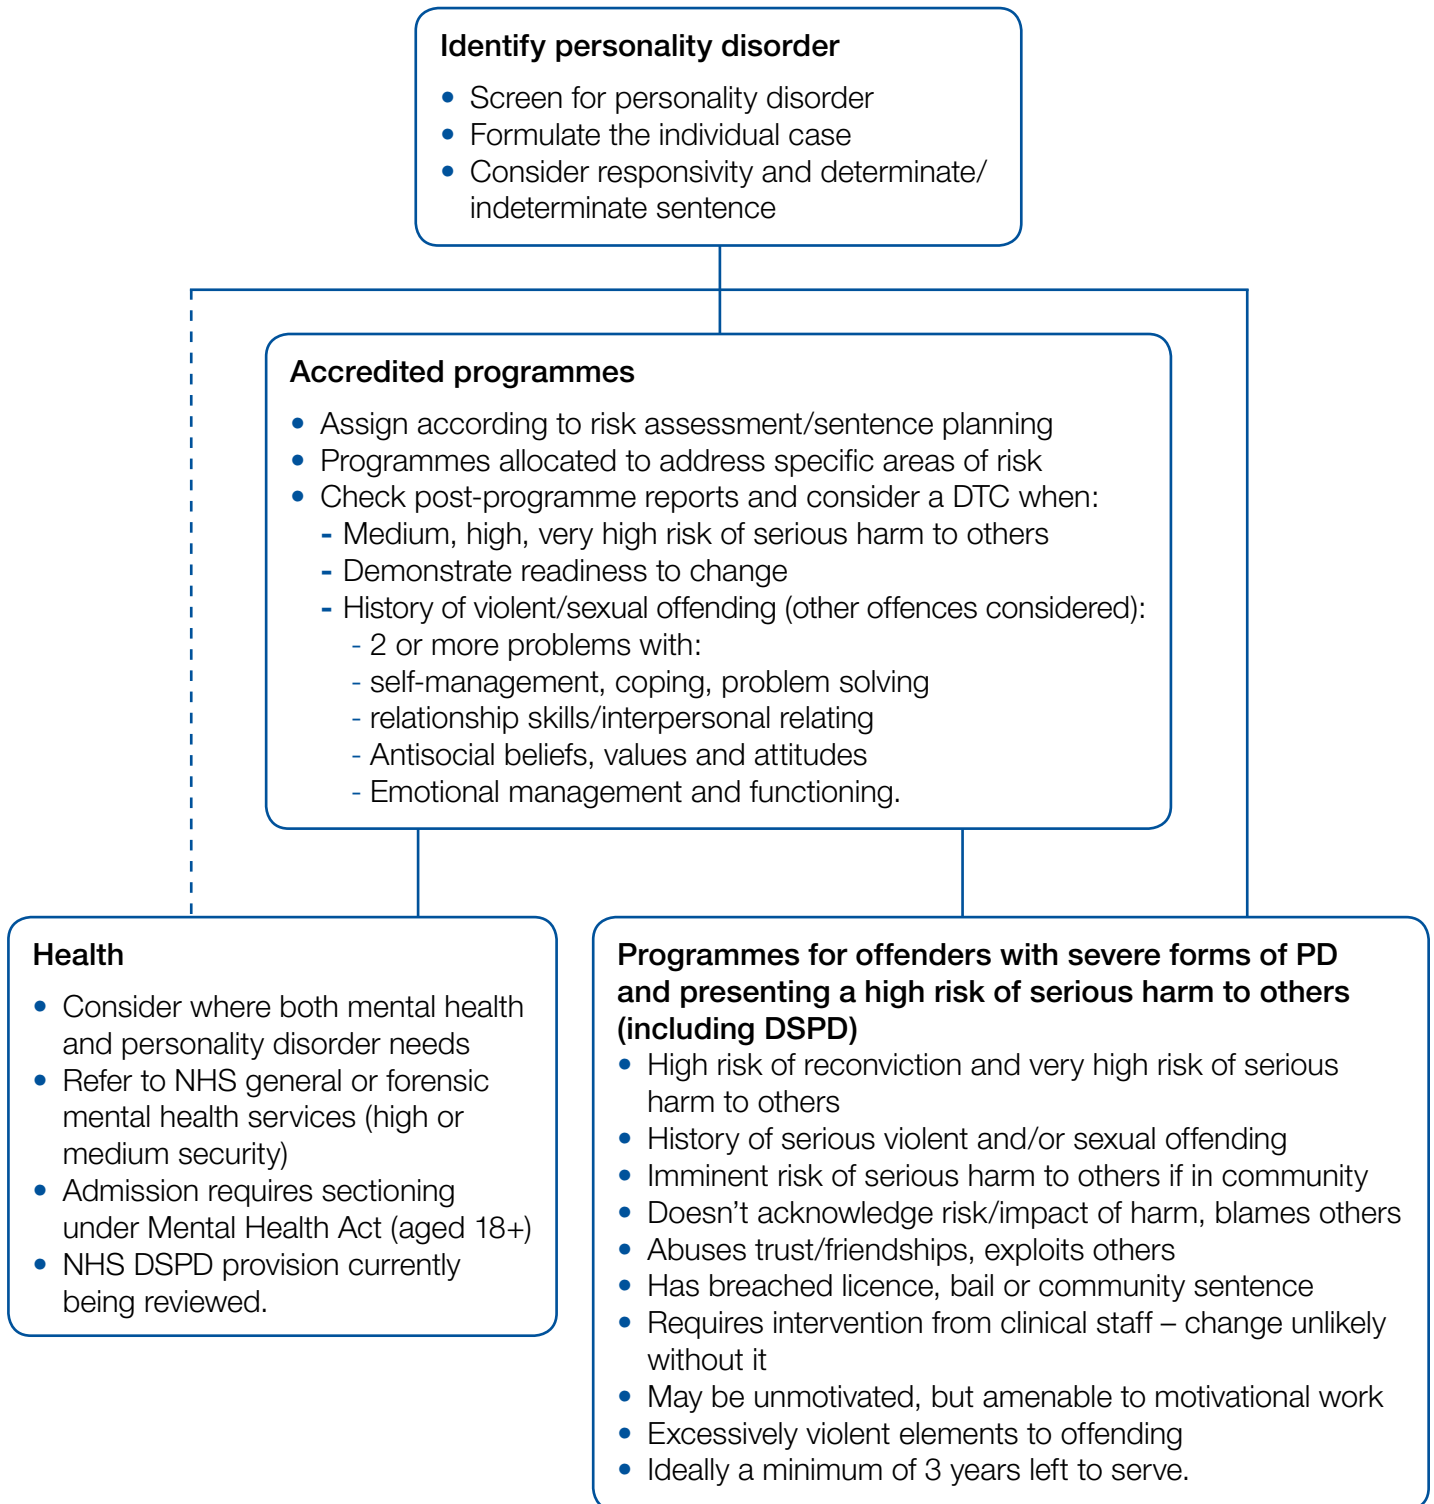 Identify personality disorder
• Screen for personality disorder
• Formulate the individual case
• Consider responsivity and determinate/
indeterminate sentence
Accredited programmes
• Assign according to risk assessment/sentence planning
• Programmes allocated to address specific areas of risk
• Check post-programme reports and consider a DTC when:
- Medium, high, very high risk of serious harm to others
- Demonstrate readiness to change
- History of violent/sexual offending (other offences considered):
- 2 or more problems with:
- self-management, coping, problem solving
- relationship skills/interpersonal relating
- Antisocial beliefs, values and attitudes
- Emotional management and functioning.
Health
• Consider where both mental health
and personality disorder needs
• Refer to NHS general or forensic
mental health services (high or
medium security)
• Admission requires sectioning
under Mental Health Act (aged 18+)
• NHS DSPD provision currently
being reviewed.
Programmes for offenders with severe forms of PD
and presenting a high risk of serious harm to others
(including DSPD)
• High risk of reconviction and very high risk of serious
harm to others
• History of serious violent and/or sexual offending
• Imminent risk of serious harm to others if in community
• Doesn't acknowledge risk/impact of harm, blames others
• Abuses trust/friendships, exploits others
• Has breached licence, bail or community sentence
• Requires intervention from clinical staff – change unlikely
without it
• May be unmotivated, but amenable to motivational work
• Excessively violent elements to offending
• Ideally a minimum of 3 years left to serve.